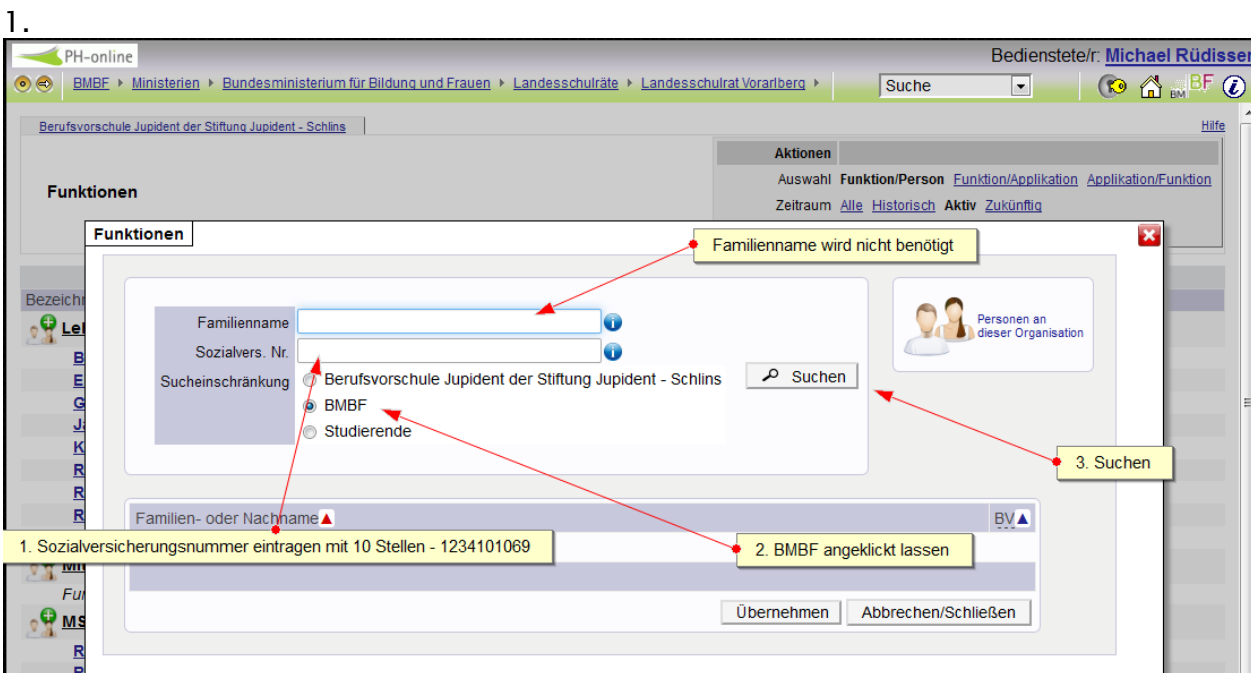 1.
PH-online
Bedienstete/r: Michael Rüdisser
BMBF ▸ Ministerien ▸ Bundesministerium für Bildung und Frauen ▸ Landesschulräte ▸ Landesschulrat Vorarlberg ▸
Suche
BM BF
Berufsvorschule Jupident der Stiftung Jupident - Schlins
Hilfe
Aktionen
Auswahl Funktion/Person Funktion/Applikation Applikation/Funktion
Funktionen
Zeitraum Alle Historisch Aktiv Zukünftig
Funktionen
Familienname wird nicht benötigt
Familienname
Personen an
dieser Organisation
Sozialvers. Nr.
Sucheinschränkung
Berufsvorschule Jupident der Stiftung Jupident - Schlins
Suchen
BMBF
Studierende
3. Suchen
Familien- oder Nachname
BV
1. Sozialversicherungsnummer eintragen mit 10 Stellen - 1234101069
2. BMBF angeklickt lassen
Übernehmen
Abbrechen/Schließen